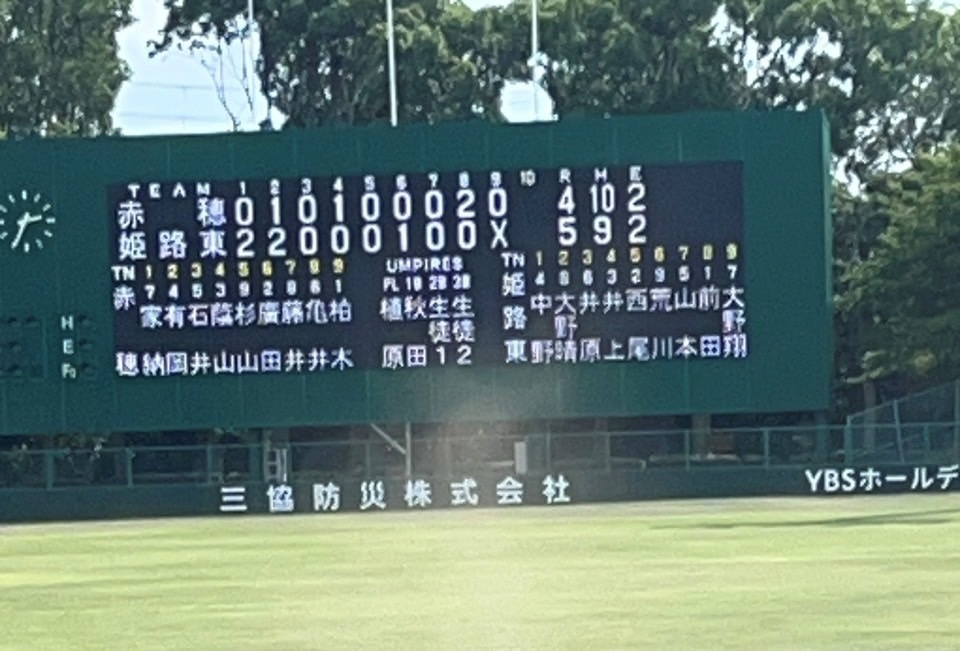 TEAM 1 2 3 4 5 6 7 8 9 10 R H E
赤穂 0 1 0 1 0 0 0 2 0 4 10 2
姫路東 2 2 0 0 0 1 0 0 X 5 9 2
TN 1 2 3 4 5 6 7 8 9
赤穂 7 4 5 3 9 2 8 6 1
家納 有岡 石井 蔭山 杉山 廣田 藤井 亀井 柏木
UMPIRES
PL 1B 2B 3B
植原 秋田 生徒1 生徒2
TN 1 2 3 4 5 6 7 8 9
姫路東 4 8 6 3 2 9 5 1 7
中野 大野晴 井原 井上 西尾 荒川 山本 前田 大野翔
H
E
Fc
三協防災株式会社
YBSホールデ